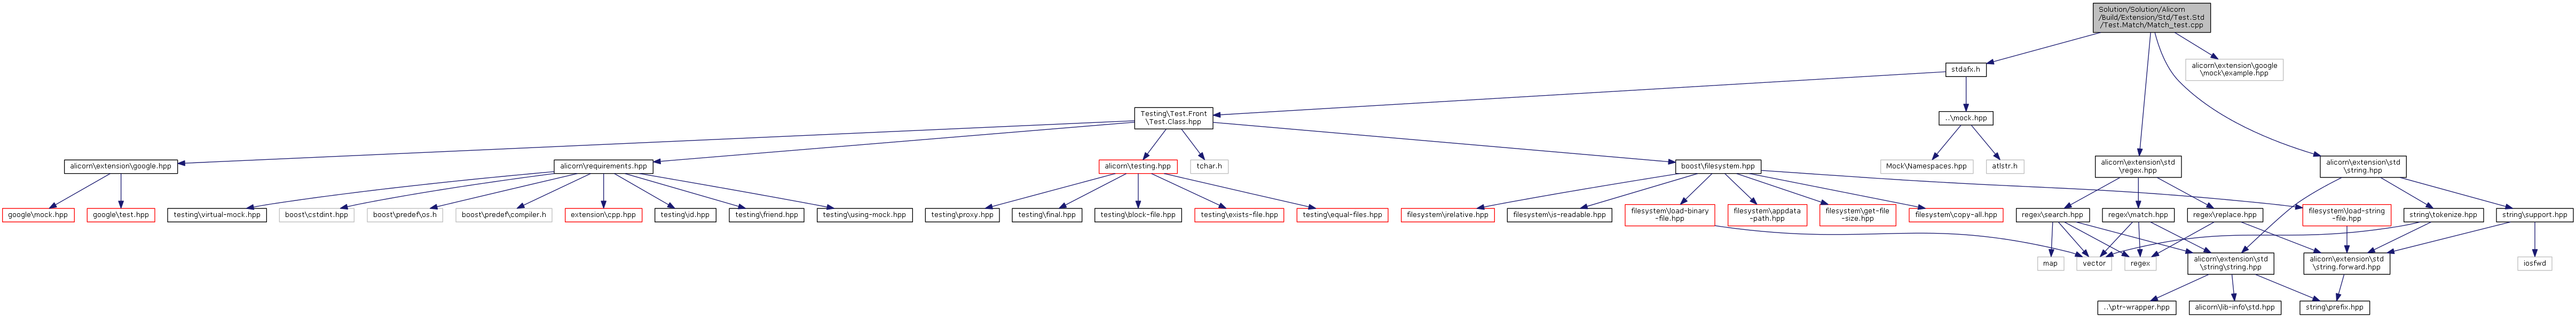 Solution/Solution/Alicorn
/Build/Extension/Std/Test.Std
/Test.Match/Match_test.cpp
stdafx.h
alicorn\extension\google
\mock\example.hpp
Testing\Test.Front
\Test.Class.hpp
..\mock.hpp
alicorn\extension\google.hpp
alicorn\requirements.hpp
alicorn\testing.hpp
tchar.h
boost\filesystem.hpp
Mock\Namespaces.hpp
atlstr.h
alicorn\extension\std
\regex.hpp
alicorn\extension\std
\string.hpp
google\mock.hpp
google\test.hpp
testing\virtual-mock.hpp
boost\cstdint.hpp
boost\predef\os.h
boost\predef\compiler.h
extension\cpp.hpp
testing\id.hpp
testing\friend.hpp
testing\using-mock.hpp
testing\proxy.hpp
testing\final.hpp
testing\block-file.hpp
testing\exists-file.hpp
testing\equal-files.hpp
filesystem\relative.hpp
filesystem\is-readable.hpp
filesystem\load-binary
-file.hpp
filesystem\appdata
-path.hpp
filesystem\get-file
-size.hpp
filesystem\copy-all.hpp
regex\search.hpp
regex\match.hpp
regex\replace.hpp
filesystem\load-string
-file.hpp
string\tokenize.hpp
string\support.hpp
map
vector
regex
alicorn\extension\std
\string\string.hpp
alicorn\extension\std
\string.forward.hpp
iosfwd
..\ptr-wrapper.hpp
alicorn\lib-info\std.hpp
string\prefix.hpp